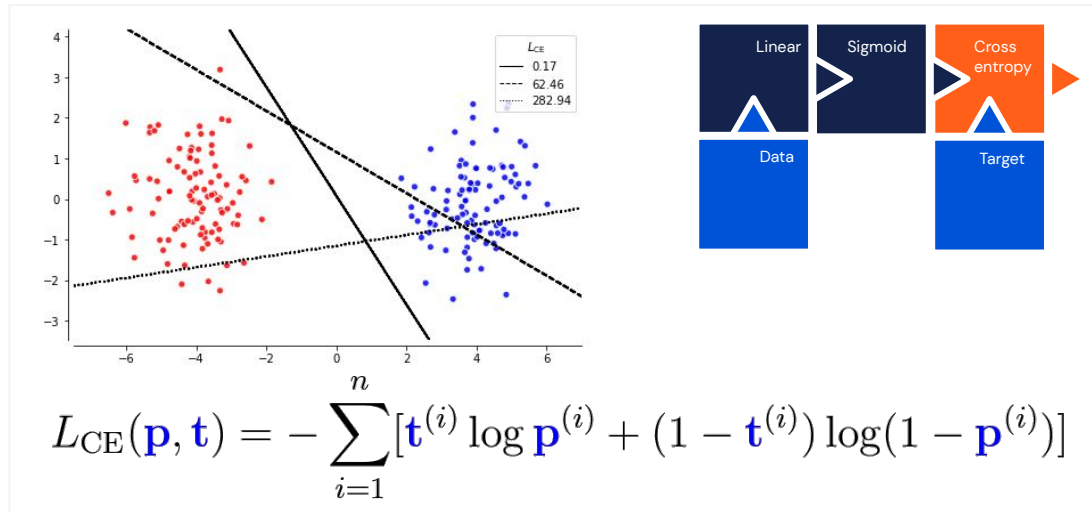 4
3
2
1
0
−1
−2
−3
−6
−4
−2
0
2
4
6
L_CE
0.17
62.46
282.94
Linear
Sigmoid
Cross
entropy
Data
Target
L_CE(p, t) = − ∑_{i=1}^{n} [t^(i) log p^(i) + (1 − t^(i)) log(1 − p^(i))]